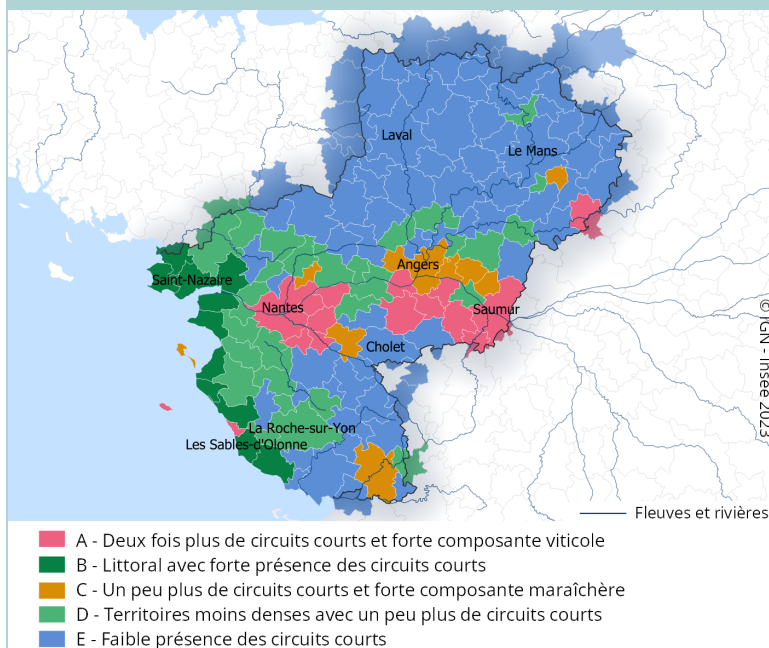 Laval
Le Mans
Angers
Saint-Nazaire
Nantes
Saumur
Cholet
La Roche-sur-Yon
Les Sables-d'Olonne
© IGN - Insee 2023
Fleuves et rivières
A - Deux fois plus de circuits courts et forte composante viticole
B - Littoral avec forte présence des circuits courts
C - Un peu plus de circuits courts et forte composante maraîchère
D - Territoires moins denses avec un peu plus de circuits courts
E - Faible présence des circuits courts